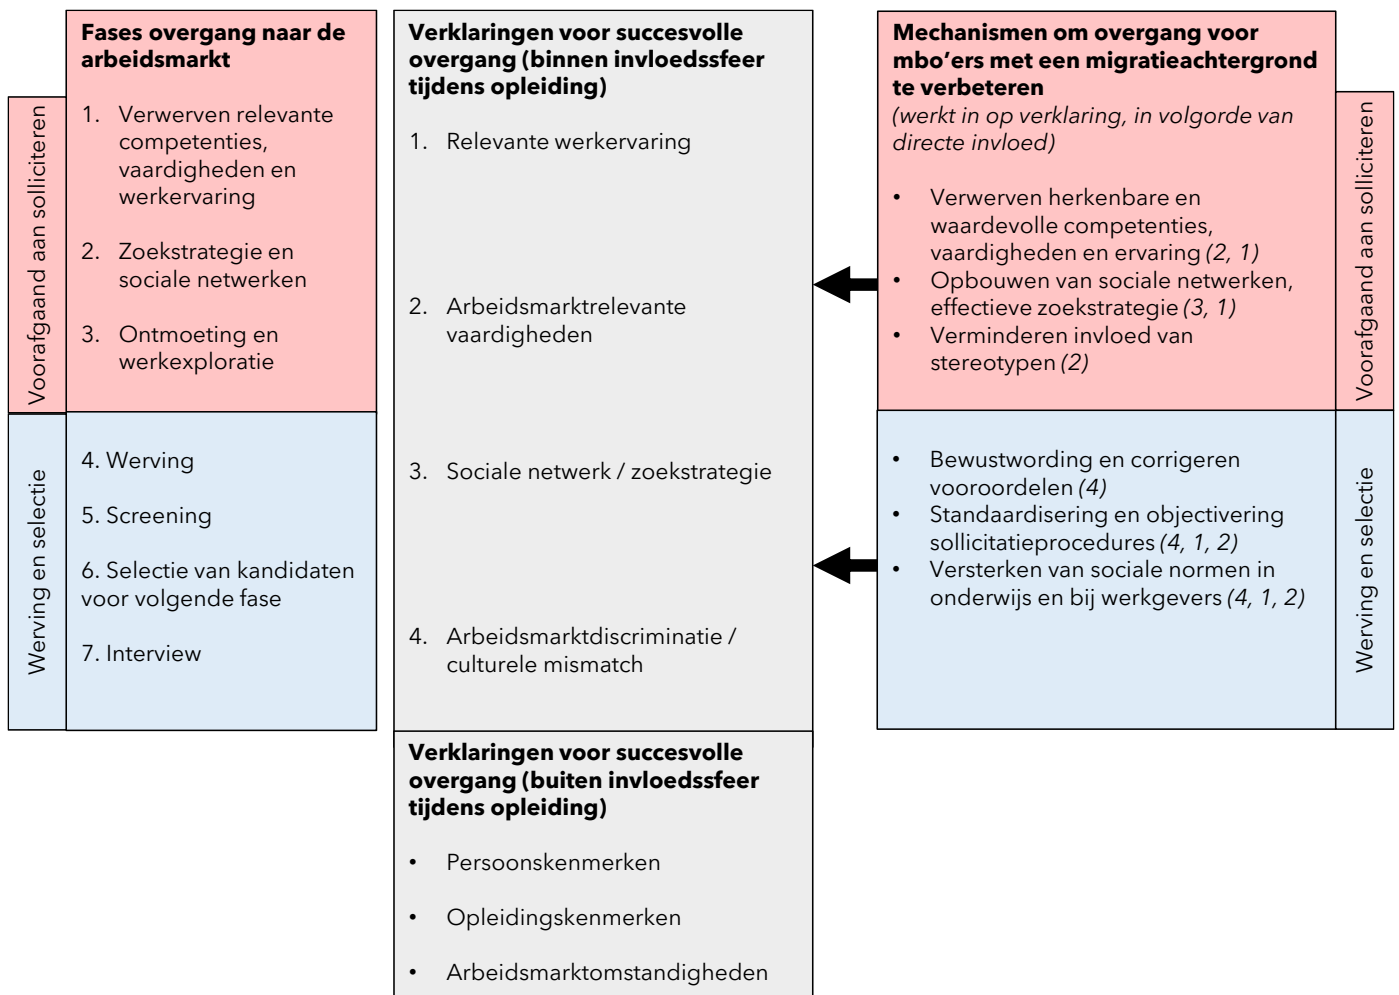 Voorafgaand aan solliciteren
Werving en selectie
Fases overgang naar de
arbeidsmarkt
1. Verwerven relevante
competenties,
vaardigheden en
werkervaring
2. Zoekstrategie en
sociale netwerken
3. Ontmoeting en
werkexploratie
4. Werving
5. Screening
6. Selectie van kandidaten
voor volgende fase
7. Interview
Verklaringen voor succesvolle
overgang (binnen invloedssfeer
tijdens opleiding)
1. Relevante werkervaring
2. Arbeidsmarktrelevante
vaardigheden
3. Sociale netwerk / zoekstrategie
4. Arbeidsmarktdiscriminatie /
culturele mismatch
Verklaringen voor succesvolle
overgang (buiten invloedssfeer
tijdens opleiding)
• Persoonskenmerken
• Opleidingskenmerken
• Arbeidsmarktomstandigheden
Mechanismen om overgang voor
mbo'ers met een migratieachtergrond
te verbeteren
(werkt in op verklaring, in volgorde van
directe invloed)
• Verwerven herkenbare en
waardevolle competenties,
vaardigheden en ervaring (2, 1)
• Opbouwen van sociale netwerken,
effectieve zoekstrategie (3, 1)
• Verminderen invloed van
stereotypen (2)
• Bewustwording en corrigeren
vooroordelen (4)
• Standaardisering en objectivering
sollicitatieprocedures (4, 1, 2)
• Versterken van sociale normen in
onderwijs en bij werkgevers (4, 1, 2)
Voorafgaand aan solliciteren
Werving en selectie